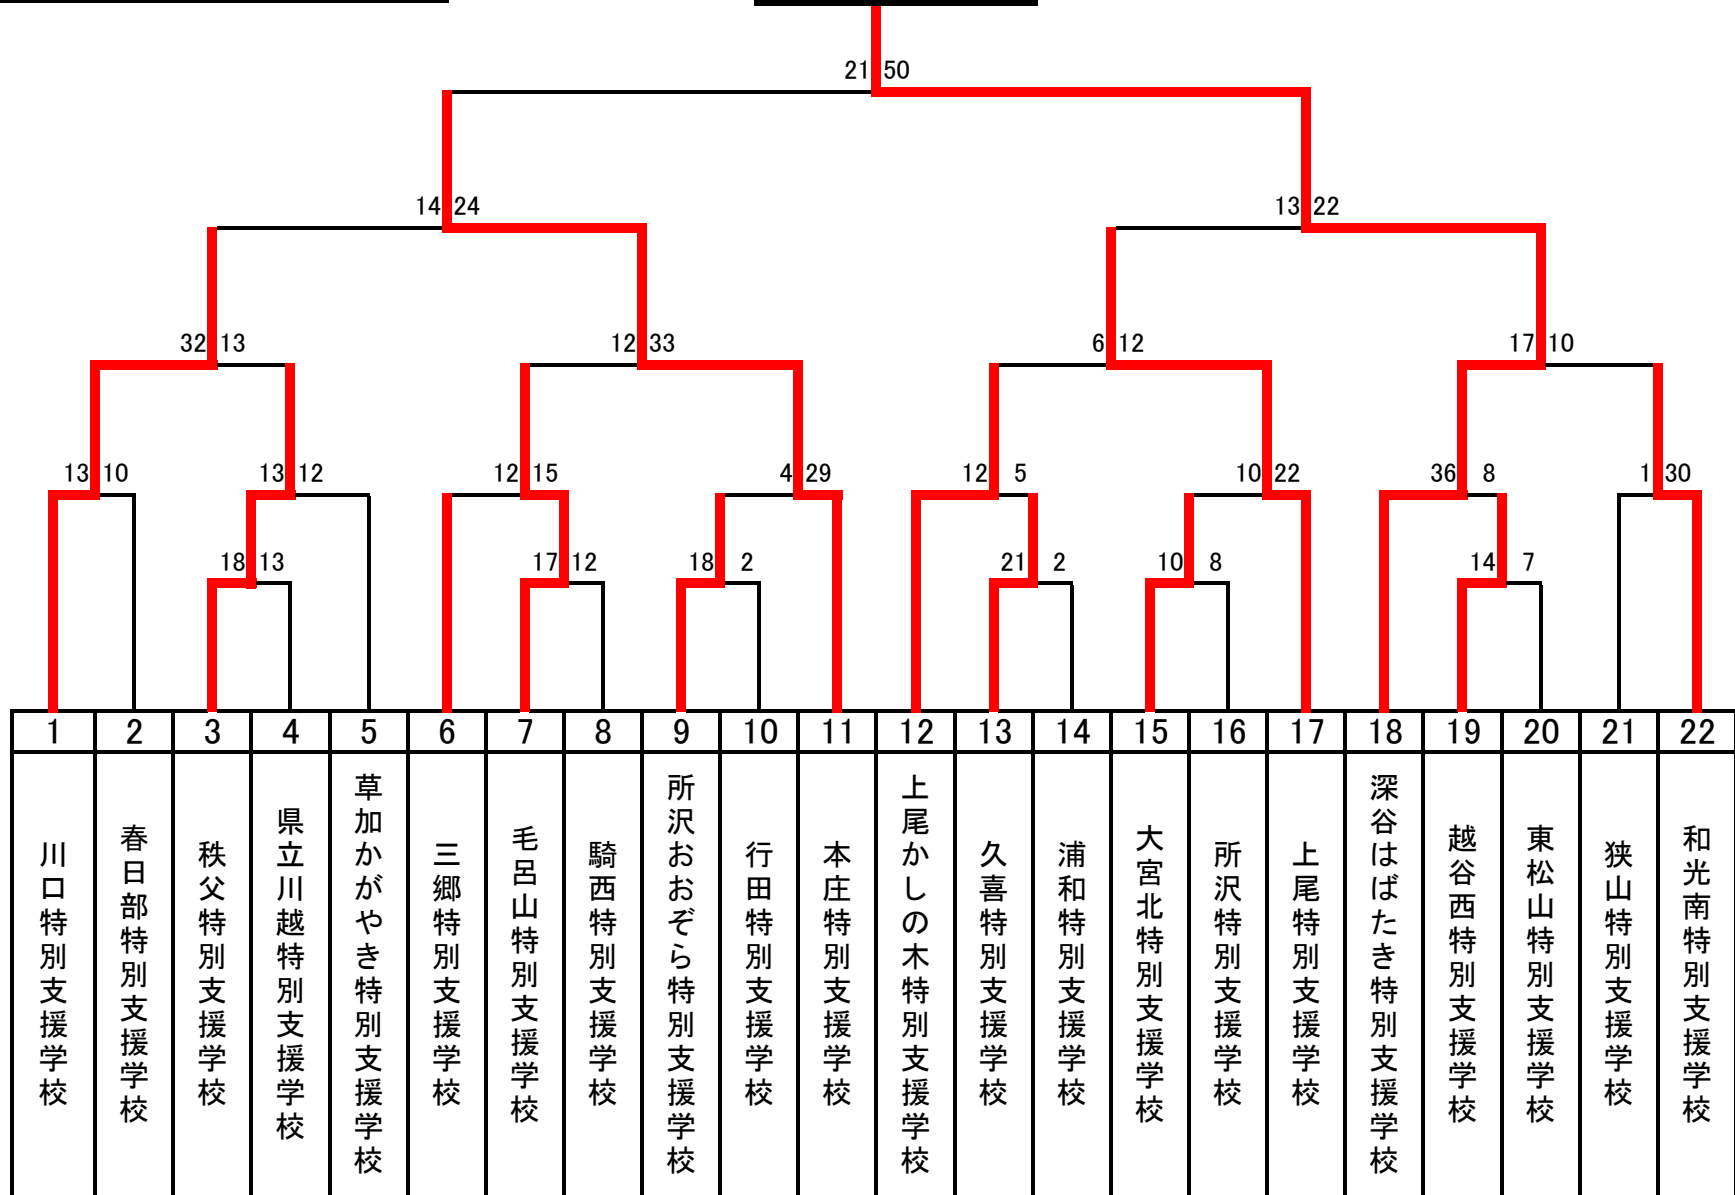 21 50
14 24
13 22
32 13
12 33
6 12
17 10
13 10
13 12
12 15
4 29
12 5
10 22
36 8
1 30
18 13
17 12
18 2
21 2
10 8
14 7
1 2 3 4 5 6 7 8 9 10 11 12 13 14 15 16 17 18 19 20 21 22
川口特別支援学校
春日部特別支援学校
秩父特別支援学校
県立川越特別支援学校
草加かがやき特別支援学校
三郷特別支援学校
毛呂山特別支援学校
騎西特別支援学校
所沢おおぞら特別支援学校
行田特別支援学校
本庄特別支援学校
上尾かしの木特別支援学校
久喜特別支援学校
浦和特別支援学校
大宮北特別支援学校
所沢特別支援学校
上尾特別支援学校
深谷はばたき特別支援学校
越谷西特別支援学校
東松山特別支援学校
狭山特別支援学校
和光南特別支援学校